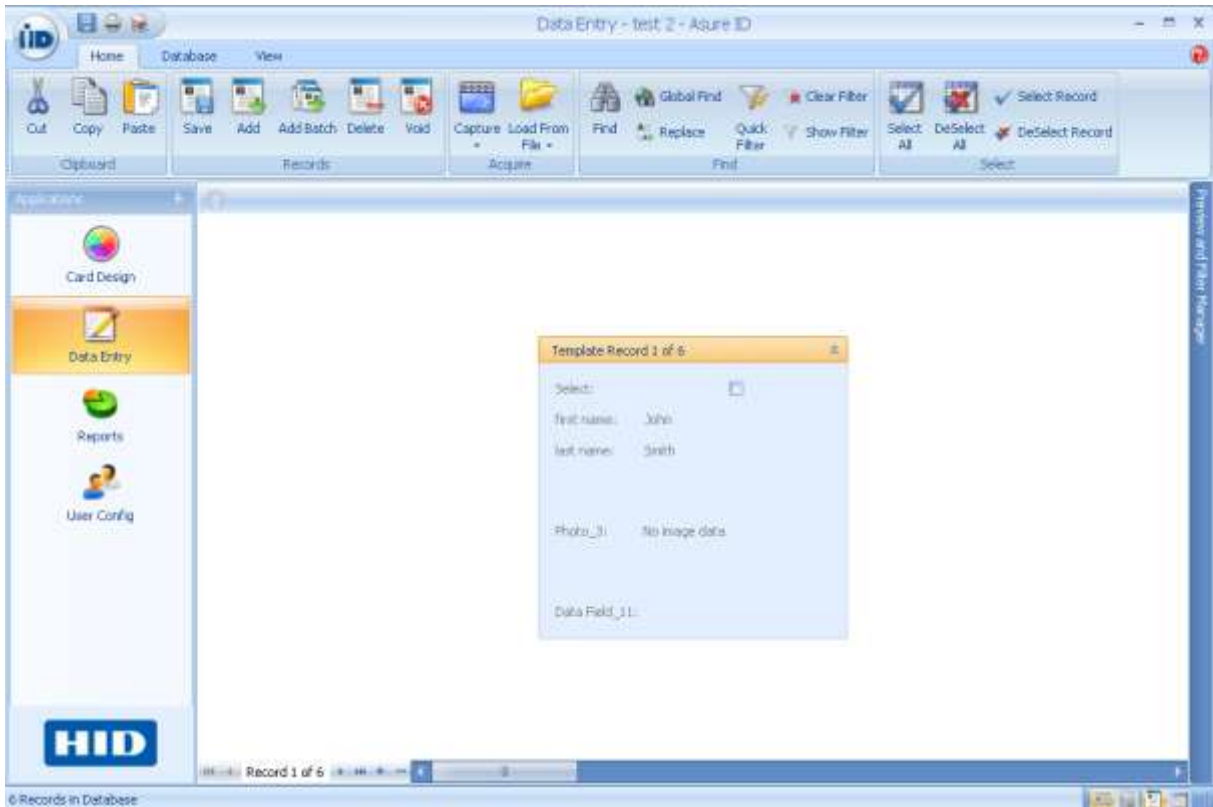 Data Entry - test 2 - Asure ID
Home Database View
Cut Copy Paste
Clipboard
Save Add Add Batch Delete Void
Records
Capture Load From File
Acquire
Find Global Find Replace Quick Filter Clear Filter Show Filter
Find
Select All DeSelect All Select Record DeSelect Record
Select
Applications
Card Design
Data Entry
Reports
User Config
HID
Template Record 1 of 6
Select:
first name: John
last name: Smith
Photo_3: No image data
Data Field_11:
Preview and Filter Manager
Record 1 of 6
6 Records in Database